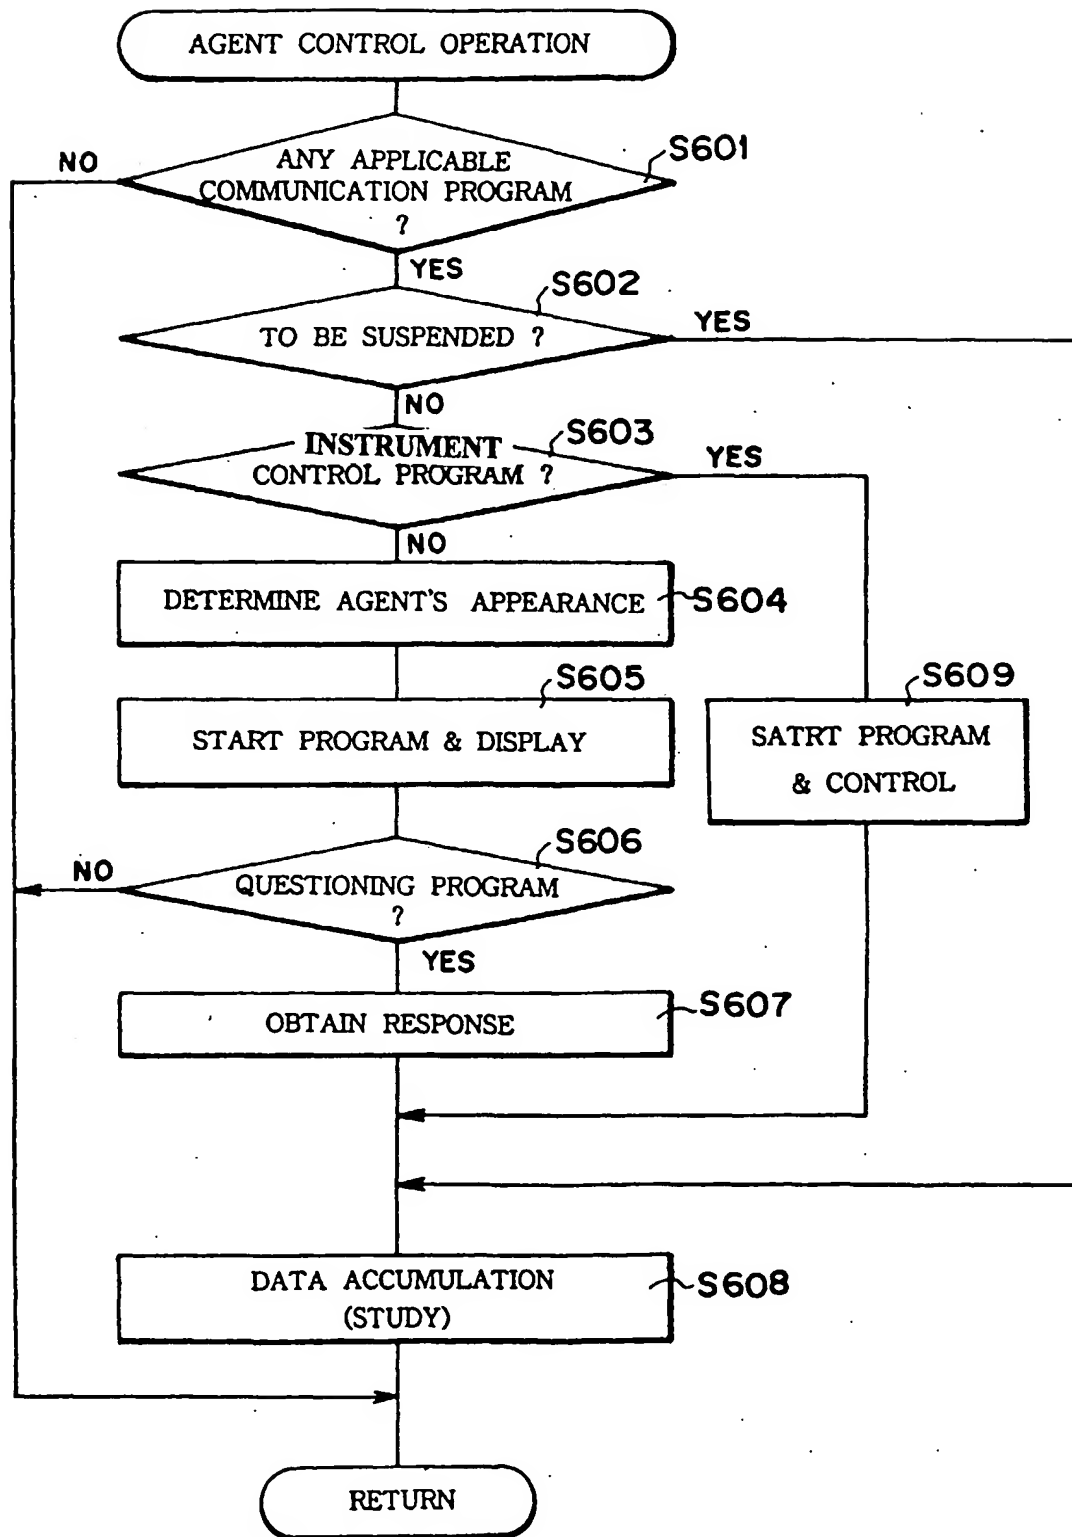 AGENT CONTROL OPERATION
NO
ANY APPLICABLE
COMMUNICATION PROGRAM
?
S601
YES
S602
TO BE SUSPENDED ?
YES
NO
S603
INSTRUMENT
CONTROL PROGRAM ?
YES
NO
DETERMINE AGENT'S APPEARANCE
S604
S605
START PROGRAM & DISPLAY
S609
SATRT PROGRAM
& CONTROL
S606
NO
QUESTIONING PROGRAM
?
YES
OBTAIN RESPONSE
S607
DATA ACCUMULATION
(STUDY)
S608
RETURN